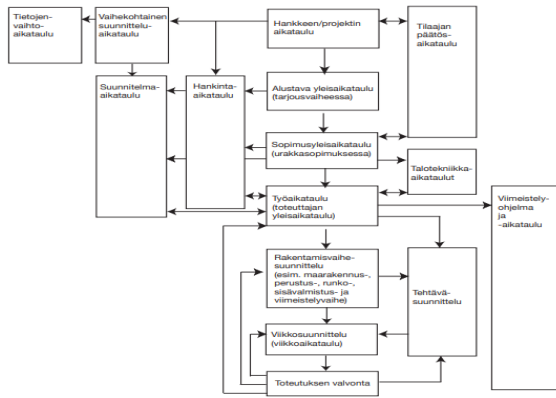 Tietojen-
vaihto-
aikataulu
Vaihekohtainen
suunnittelu-
aikataulu
Hankkeen/projektin
aikataulu
Tilaajan
päätös-
aikataulu
Suunnitelma-
aikataulu
Hankinta-
aikataulu
Alustava yleisaikataulu
(tarjousvaiheessa)
Sopimusyleisaikataulu
(urakkasopimuksessa)
Talotekniikka-
aikataulut
Työaikataulu
(toteuttajan
yleisaikataulu)
Viimeistely-
ohjelma
ja
-aikataulu
Rakentamisvaihe-
suunnittelu
(esim. maarakennus-,
perustus-, runko-,
sisävalmistus- ja
viimeistelyvaihe)
Tehtävä-
suunnittelu
Viikkosuunnittelu
(viikkoaikataulu)
Toteutuksen valvonta